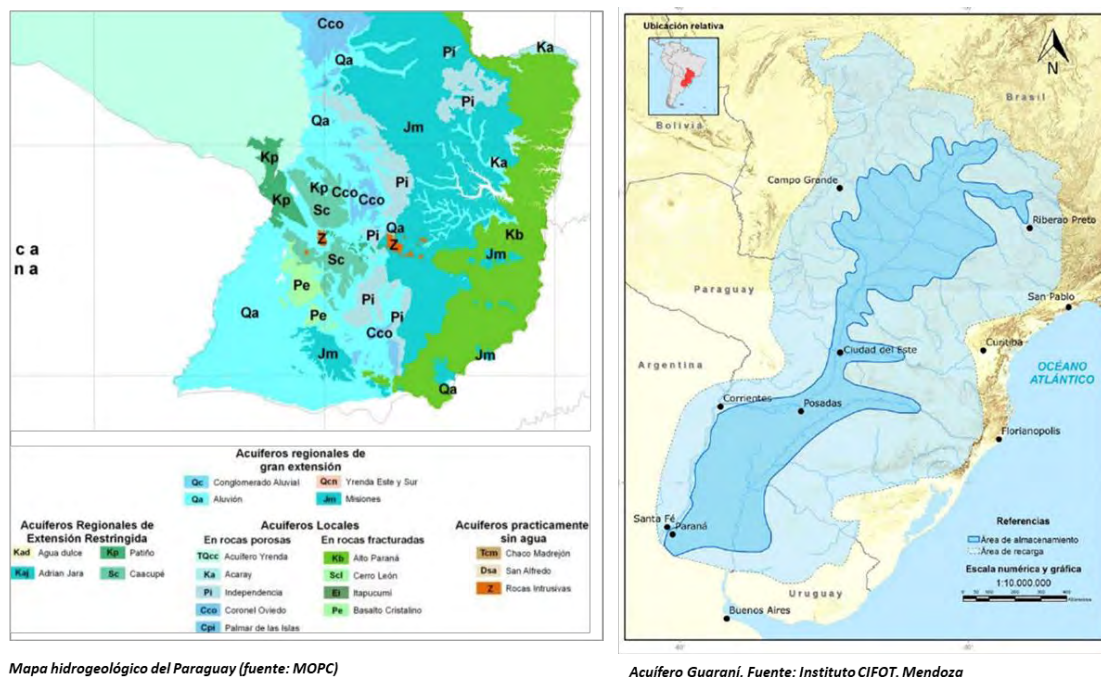 Cco
Pi
Ka
Qa
Pi
Qa
Jm
Ka
Kp
Kp
Cco
Pi
Kp
Sc
Cco
Qa
Z
Pi
Z
Kb
Jm
c a
n a
Sc
Pe
Pi
Qa
Pe
Pi
Cco
Jm
Jm
Qa
Acuíferos regionales de
gran extensión
Qc Conglomerado Aluvial
Qcn Yrenda Este y Sur
Qa Aluvión
Jm Misiones
Acuíferos Regionales de
Extensión Restringida
Kad Agua dulce
Kp Patiño
Kaj Adrian Jara
Sc Caacupé
Acuíferos Locales
En rocas porosas
TQcc Acuífero Yrenda
Ka Acaray
Pi Independencia
Cco Coronel Oviedo
Cpi Palmar de las Islas
En rocas fracturadas
Kb Alto Paraná
Scl Cerro León
Ei Itapucumi
Pe Basalto Cristalino
Acuíferos practicamente
sin agua
Tcm Chaco Madrejón
Dsa San Alfredo
Z Rocas Intrusivas
Mapa hidrogeológico del Paraguay (fuente: MOPC)
Ubicación relativa
N
Brasil
Bolivia
Campo Grande
Riberao Preto
Paraguay
San Pablo
Curitiba
Ciudad del Este
OCÉANO
ATLÁNTICO
Argentina
Corrientes
Posadas
Florianopolis
Santa Fé
Paraná
Referencias
Área de almacenamiento
Área de recarga
Escala numérica y gráfica
1:10.000.000
Uruguay
Buenos Aires
Acuífero Guaraní. Fuente: Instituto CIFOT, Mendoza